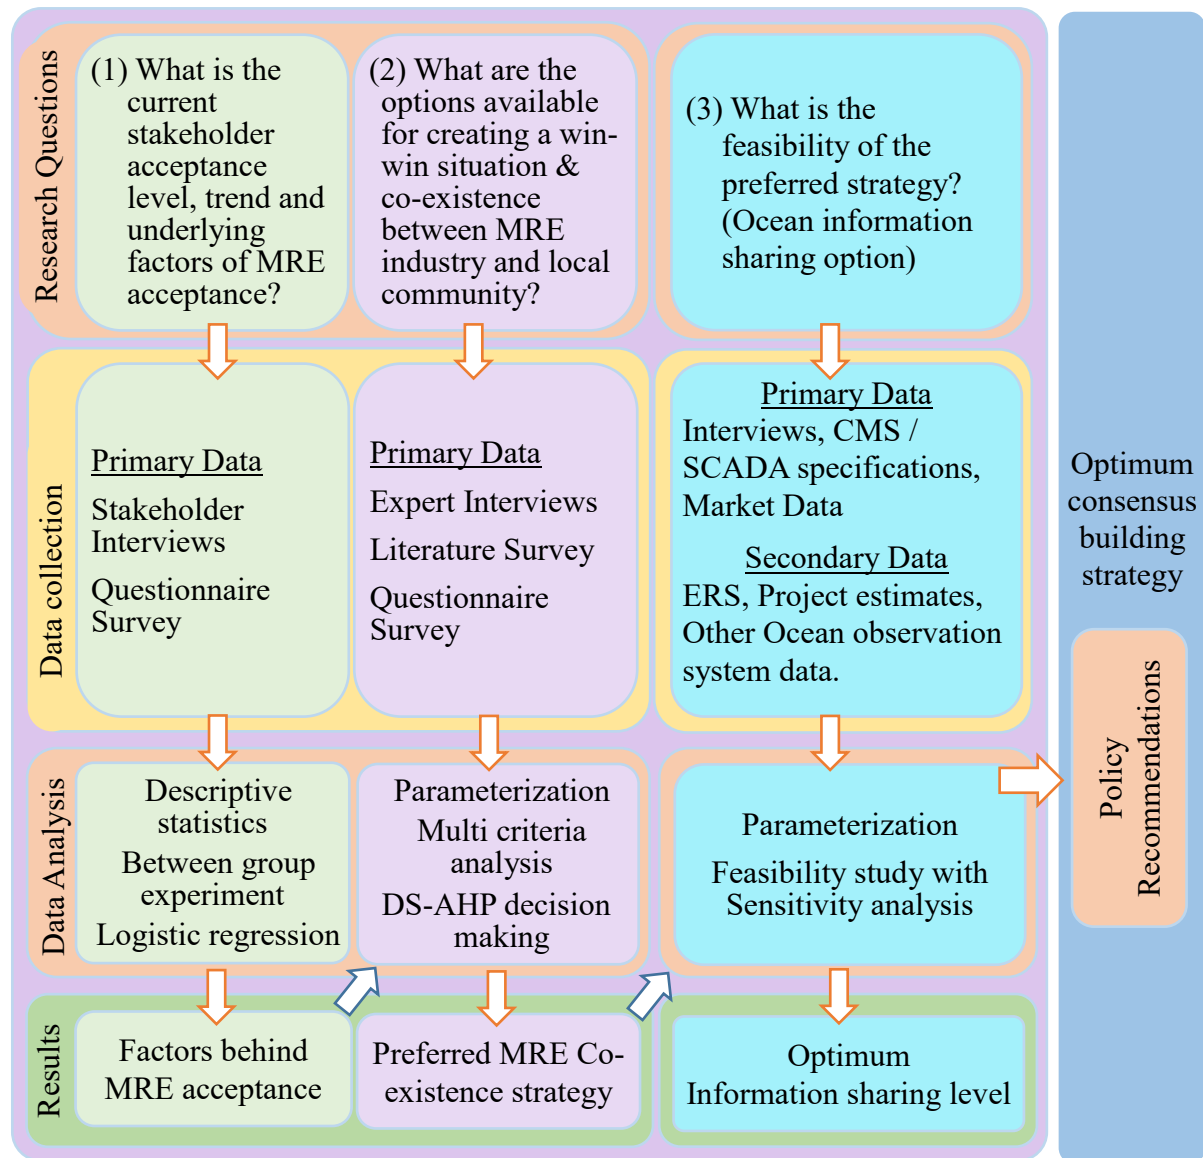 Research Questions
(1) What is the
current
stakeholder
acceptance
level, trend and
underlying
factors of MRE
acceptance?
(2) What are the
options available
for creating a win-
win situation &
co-existence
between MRE
industry and local
community?
(3) What is the
feasibility of the
preferred strategy?
(Ocean information
sharing option)
Data collection
Primary Data
Stakeholder
Interviews
Questionnaire
Survey
Primary Data
Expert Interviews
Literature Survey
Questionnaire
Survey
Primary Data
Interviews, CMS /
SCADA specifications,
Market Data
Secondary Data
ERS, Project estimates,
Other Ocean observation
system data.
Data Analysis
Descriptive
statistics
Between group
experiment
Logistic regression
Parameterization
Multi criteria
analysis
DS-AHP decision
making
Parameterization
Feasibility study with
Sensitivity analysis
Results
Factors behind
MRE acceptance
Preferred MRE Co-
existence strategy
Optimum
Information sharing level
Optimum
consensus
building
strategy
Policy
Recommendations